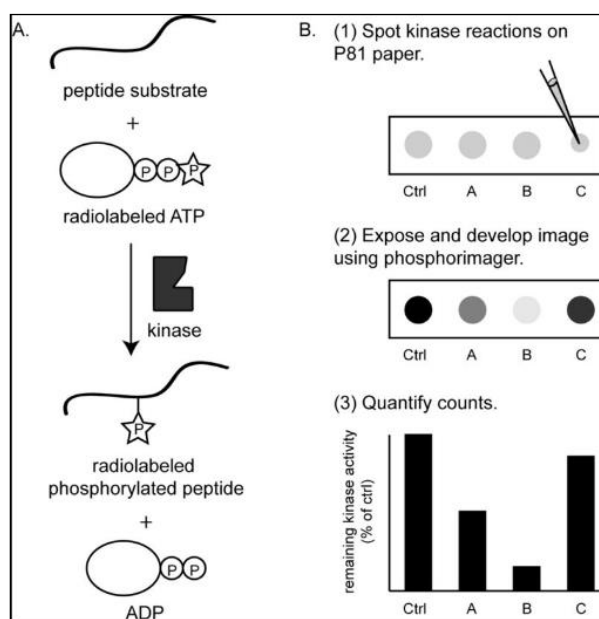 A.
peptide substrate
+
P P P
radiolabeled ATP
kinase
P
radiolabeled
phosphorylated peptide
+
P P
ADP
B. (1) Spot kinase reactions on
P81 paper.
Ctrl A B C
(2) Expose and develop image
using phosphorimager.
Ctrl A B C
(3) Quantify counts.
remaining kinase activity
(% of ctrl)
Ctrl A B C